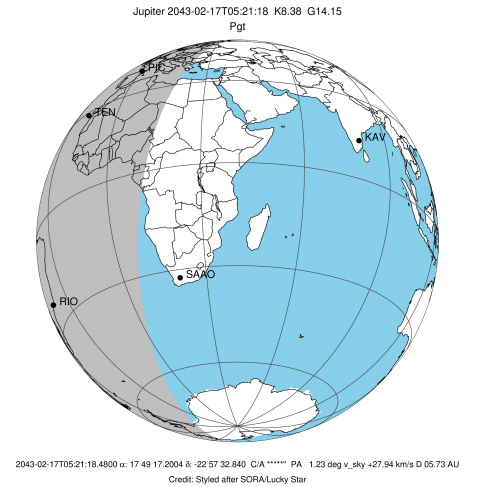 Jupiter 2043-02-17T05:21:18 K8.38 G14.15
Pgt
PIC
TEN
KAV
SAAO
RIO
2043-02-17T05:21:18.4800 α: 17 49 17.2004 δ: -22 57 32.840 C/A *****" PA 1.23 deg v_sky +27.94 km/s D 05.73 AU
Credit: Styled after SORA/Lucky Star